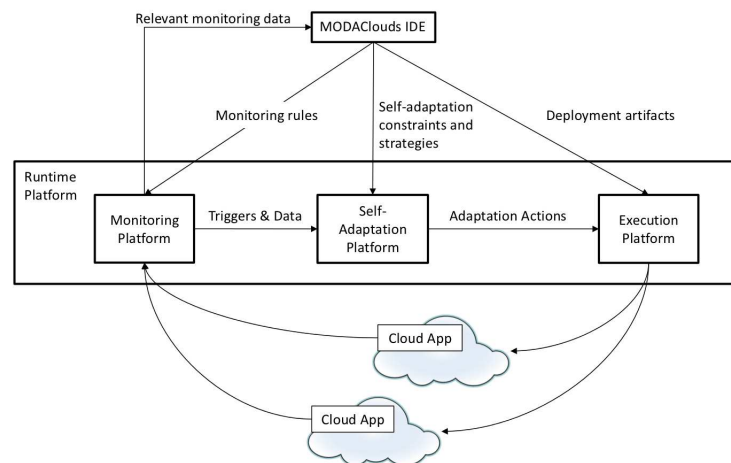 Relevant monitoring data
MODAClouds IDE
Monitoring rules
Self-adaptation
constraints and
strategies
Deployment artifacts
Runtime
Platform
Monitoring
Platform
Triggers & Data
Self-
Adaptation
Platform
Adaptation Actions
Execution
Platform
Cloud App
Cloud App